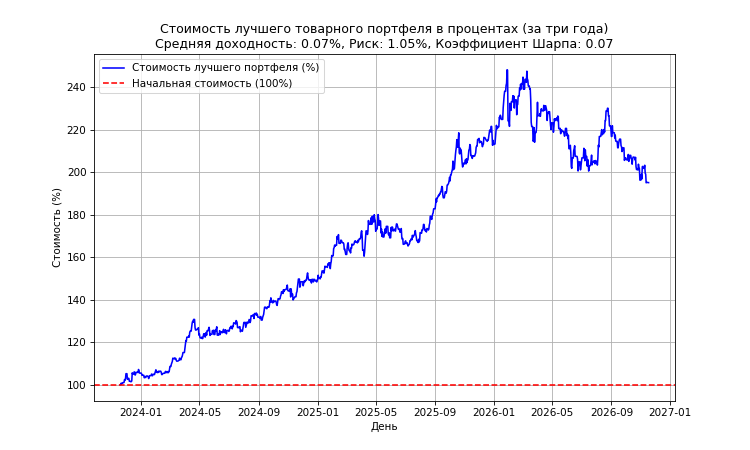 Стоимость лучшего товарного портфеля в процентах (за три года)
Средняя доходность: 0.07%, Риск: 1.05%, Коэффициент Шарпа: 0.07
Стоимость лучшего портфеля (%)
Начальная стоимость (100%)
Стоимость (%)
240
220
200
180
160
140
120
100
2024-01 2024-05 2024-09 2025-01 2025-05 2025-09 2026-01 2026-05 2026-09 2027-01
День